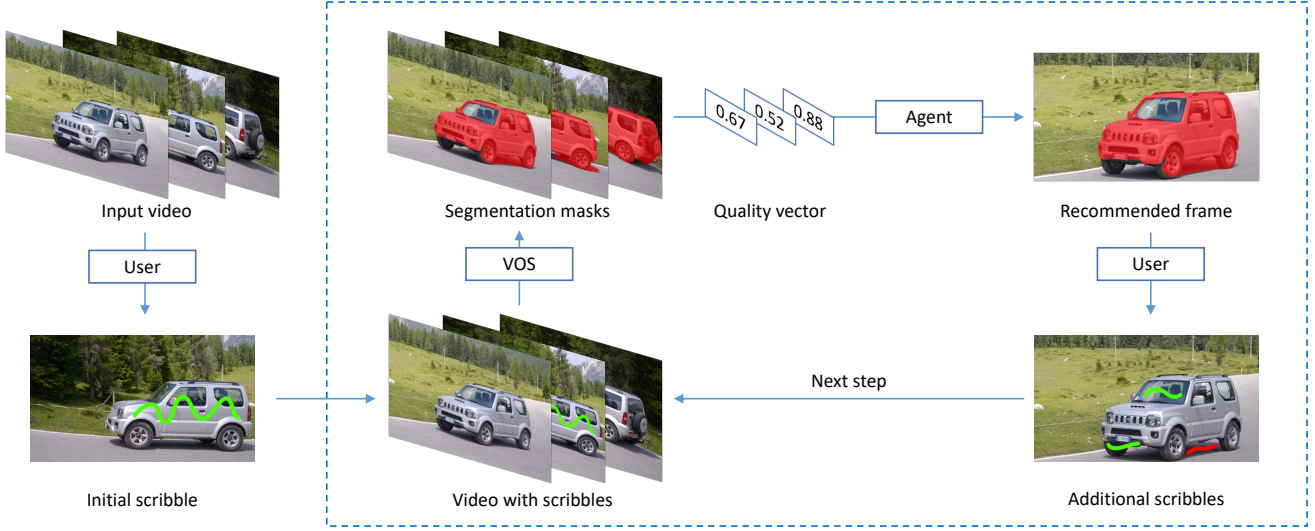 Input video
User
Initial scribble
Segmentation masks
VOS
Video with scribbles
0.67
0.52
0.88
Quality vector
Agent
Recommended frame
User
Additional scribbles
Next step